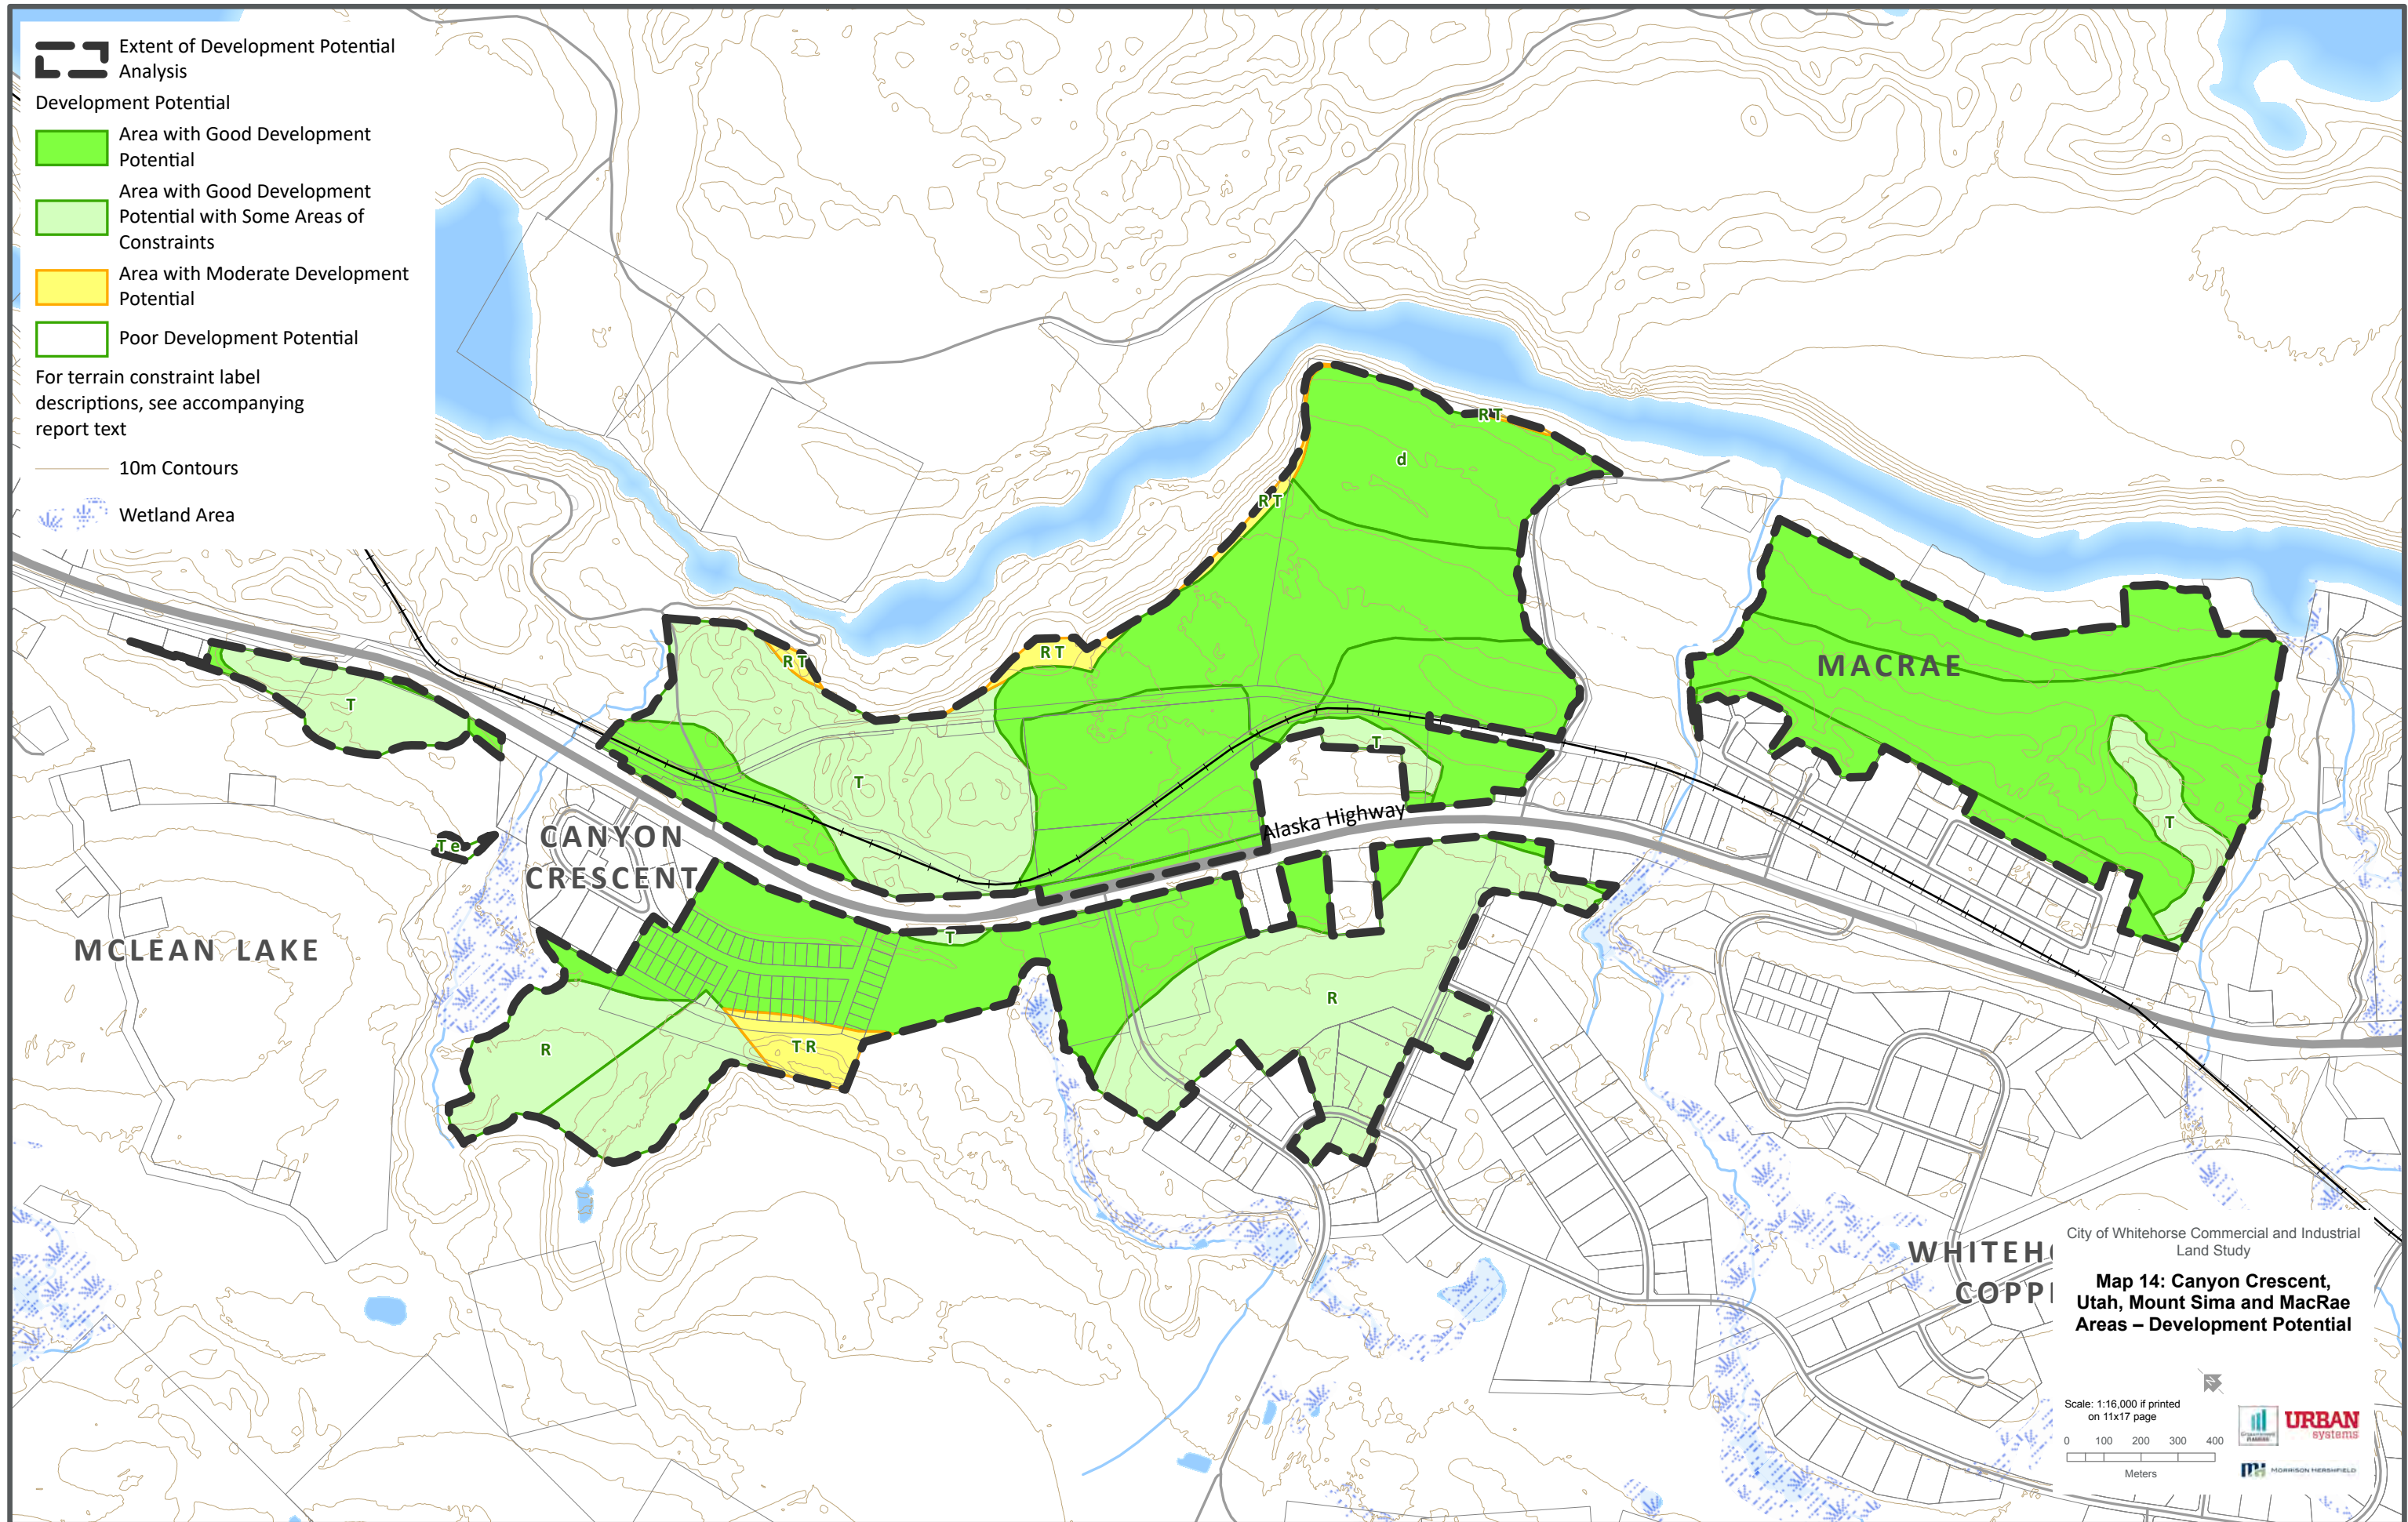 Extent of Development Potential
Analysis
Development Potential
Area with Good Development
Potential
Area with Good Development
Potential with Some Areas of
Constraints
Area with Moderate Development
Potential
Poor Development Potential
For terrain constraint label
descriptions, see accompanying
report text
10m Contours
Wetland Area
R T
d
R T
R T
R T
T
T
T
T
T
T e
T
R
R
T R
MACRAE
Alaska Highway
CANYON
CRESCENT
MCLEAN LAKE
WHITEH
COPP
City of Whitehorse Commercial and Industrial
Land Study
Map 14: Canyon Crescent,
Utah, Mount Sima and MacRae
Areas – Development Potential
Scale: 1:16,000 if printed
on 11x17 page
0 100 200 300 400
Meters
URBAN
systems
MORRISON HERSHFIELD